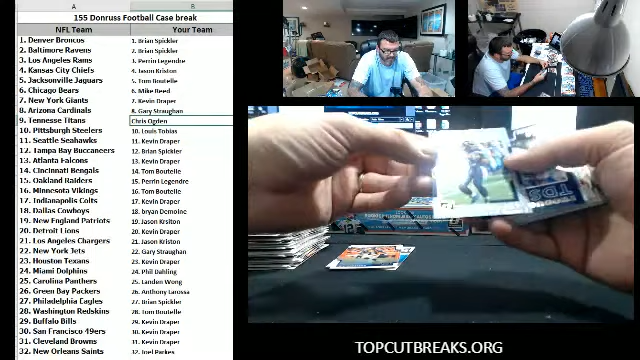 A B
155 Donruss Football Case break
NFL Team Your Team
1. Denver Broncos 1. Brian Spickler
2. Baltimore Ravens 2. Brian Spickler
3. Los Angeles Rams 3. Perrin Legendre
4. Kansas City Chiefs 4. Jason Kriston
5. Jacksonville Jaguars 5. Tom Boutelle
6. Chicago Bears 6. Mike Reed
7. New York Giants 7. Kevin Draper
8. Arizona Cardinals 8. Gary Straughan
9. Tennesse Titans Chris Ogden
10. Pittsburgh Steelers 10. Louis Tobias
11. Seattle Seahawks 11. Kevin Draper
12. Tampa Bay Buccaneers 12. Brian Spickler
13. Atlanta Falcons 13. Kevin Draper
14. Cincinnati Bengals 14. Tom Boutelle
15. Oakland Raiders 15. Perrin Legendre
16. Minnesota Vikings 16. Tom Boutelle
17. Indianapolis Colts 17. Kevin Draper
18. Dallas Cowboys 18. bryan Demoine
19. New England Patriots 19. Jason Kriston
20. Detroit Lions 20. Kevin Draper
21. Los Angeles Chargers 21. Jason Kriston
22. New York Jets 22. Gary Straughan
23. Houston Texans 23. Kevin Draper
24. Miami Dolphins 24. Phil Dahling
25. Carolina Panthers 25. Landen Wong
26. Green Bay Packers 26. Anthony Larossa
27. Philadelphia Eagles 27. Brian Spickler
28. Washington Redskins 28. Tom Boutelle
29. Buffalo Bills 29. Kevin Draper
30. San Francisco 49ers 30. Kevin Draper
31. Cleveland Browns 31. Kevin Draper
32. New Orleans Saints 32. Joel Parkes
TDS
TOPCUTBREAKS.ORG